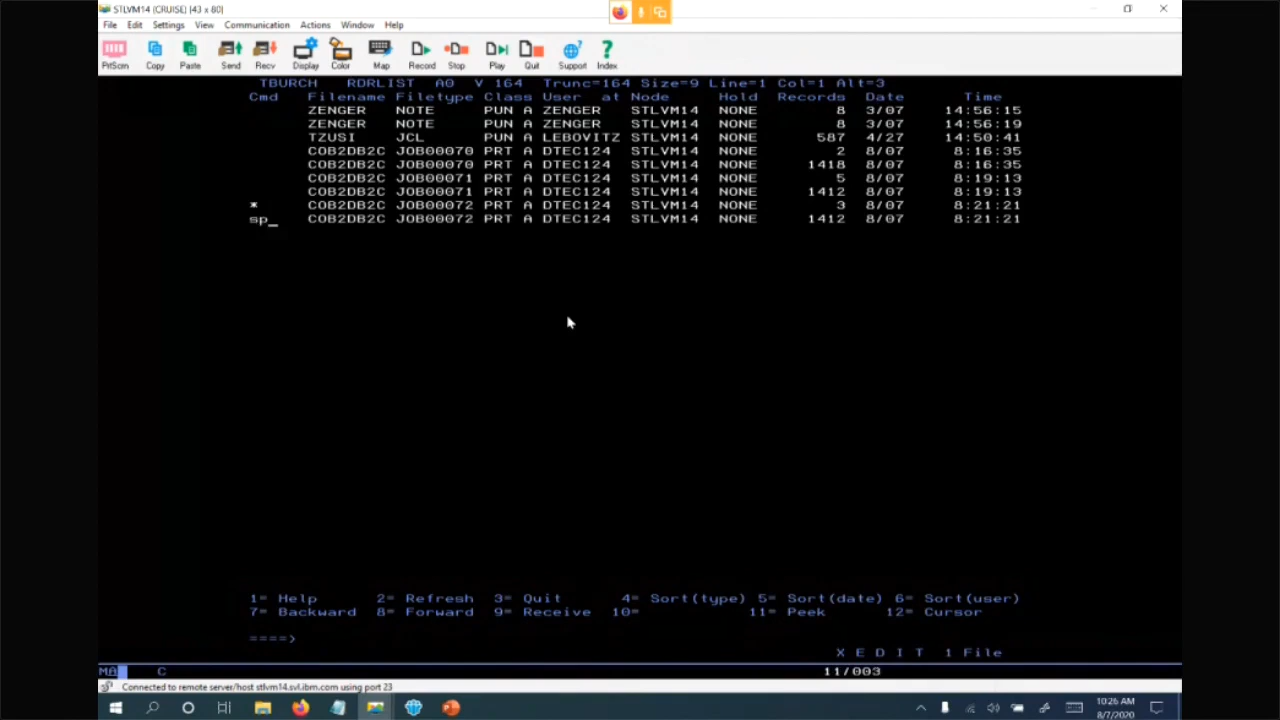 STLVM14 (CRUISE) [43 x 80]
File Edit Settings View Communication Actions Window Help
PrtScrn Copy Paste Send Recv Display Color Map Record Stop Play Quit Support Index
TBURCH RDRLIST A0 V 164 Trunc=164 Size=9 Line=1 Col=1 Alt=3
Cmd Filename Filetype Class User at Node Hold Records Date Time
ZENGER NOTE PUN A ZENGER STLVM14 NONE 8 3/07 14:56:15
ZENGER NOTE PUN A ZENGER STLVM14 NONE 8 3/07 14:56:19
TZUSI JCL PUN A LEBOVITZ STLVM14 NONE 587 4/27 14:50:41
COB2DB2C JOB00070 PRT A DTEC124 STLVM14 NONE 2 8/07 8:16:35
COB2DB2C JOB00070 PRT A DTEC124 STLVM14 NONE 1418 8/07 8:16:35
COB2DB2C JOB00071 PRT A DTEC124 STLVM14 NONE 5 8/07 8:19:13
COB2DB2C JOB00071 PRT A DTEC124 STLVM14 NONE 1412 8/07 8:19:13
* COB2DB2C JOB00072 PRT A DTEC124 STLVM14 NONE 3 8/07 8:21:21
sp_ COB2DB2C JOB00072 PRT A DTEC124 STLVM14 NONE 1412 8/07 8:21:21
1= Help 2= Refresh 3= Quit 4= Sort(type) 5= Sort(date) 6= Sort(user)
7= Backward 8= Forward 9= Receive 10= 11= Peek 12= Cursor
====>
X E D I T 1 File
MA C 11/003
Connected to remote server/host stlvm14.svl.ibm.com using port 23
10:26 AM
8/7/2020